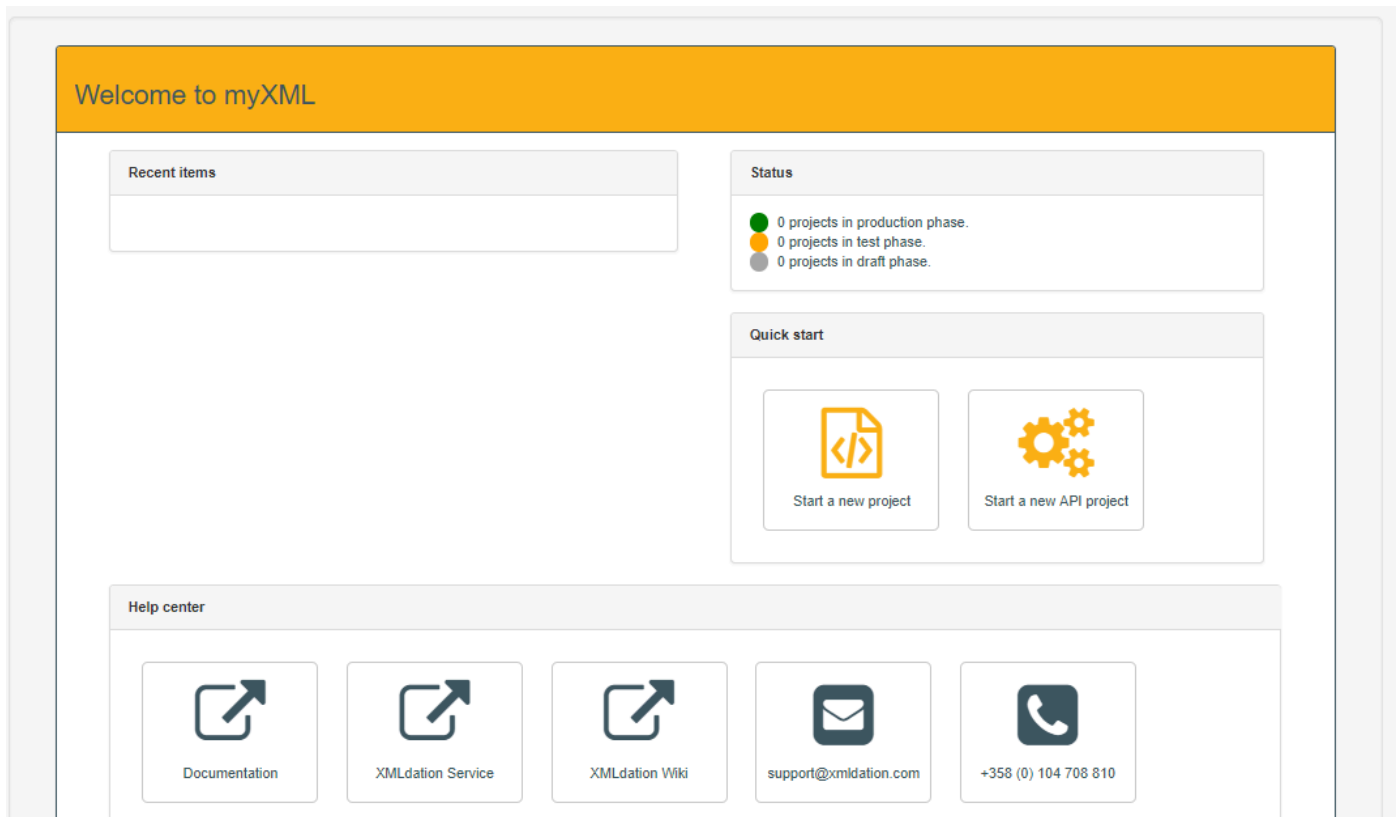 Welcome to myXML
Recent items
Status
0 projects in production phase.
0 projects in test phase.
0 projects in draft phase.
Quick start
</>
Start a new project
Start a new API project
Help center
Documentation
XMLdation Service
XMLdation Wiki
support@xmldation.com
+358 (0) 104 708 810